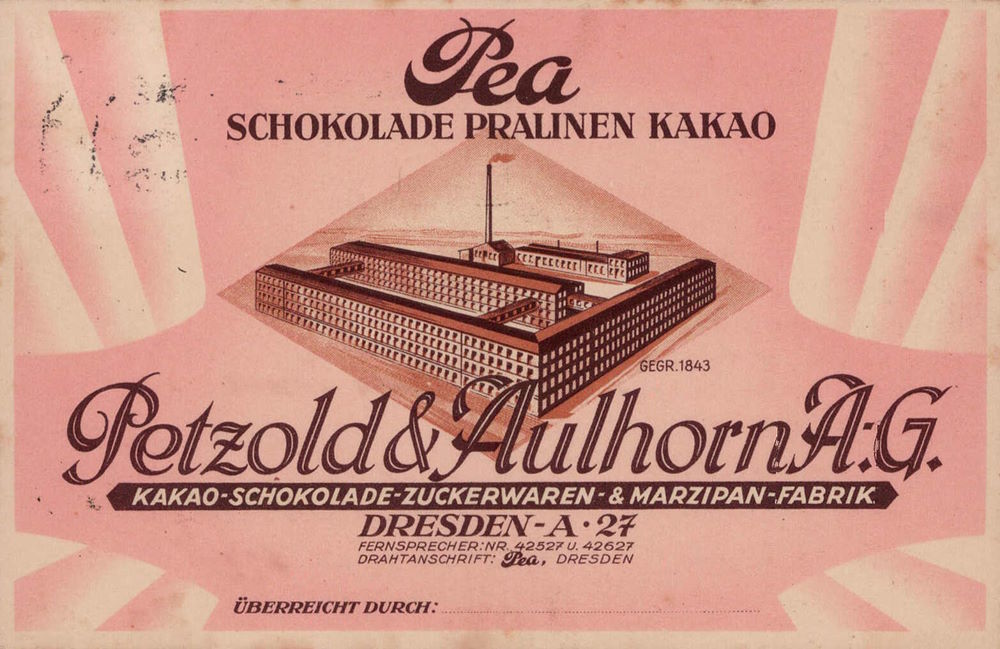 Pea
SCHOKOLADE PRALINEN KAKAO
GEGR. 1843
Petzold & Aulhorn A.-G.
KAKAO-SCHOKOLADE-ZUCKERWAREN-& MARZIPAN-FABRIK
DRESDEN-A · 27
FERNSPRECHER: NR. 42527 U. 42627
DRAHTANSCHRIFT: Pea, DRESDEN
ÜBERREICHT DURCH: